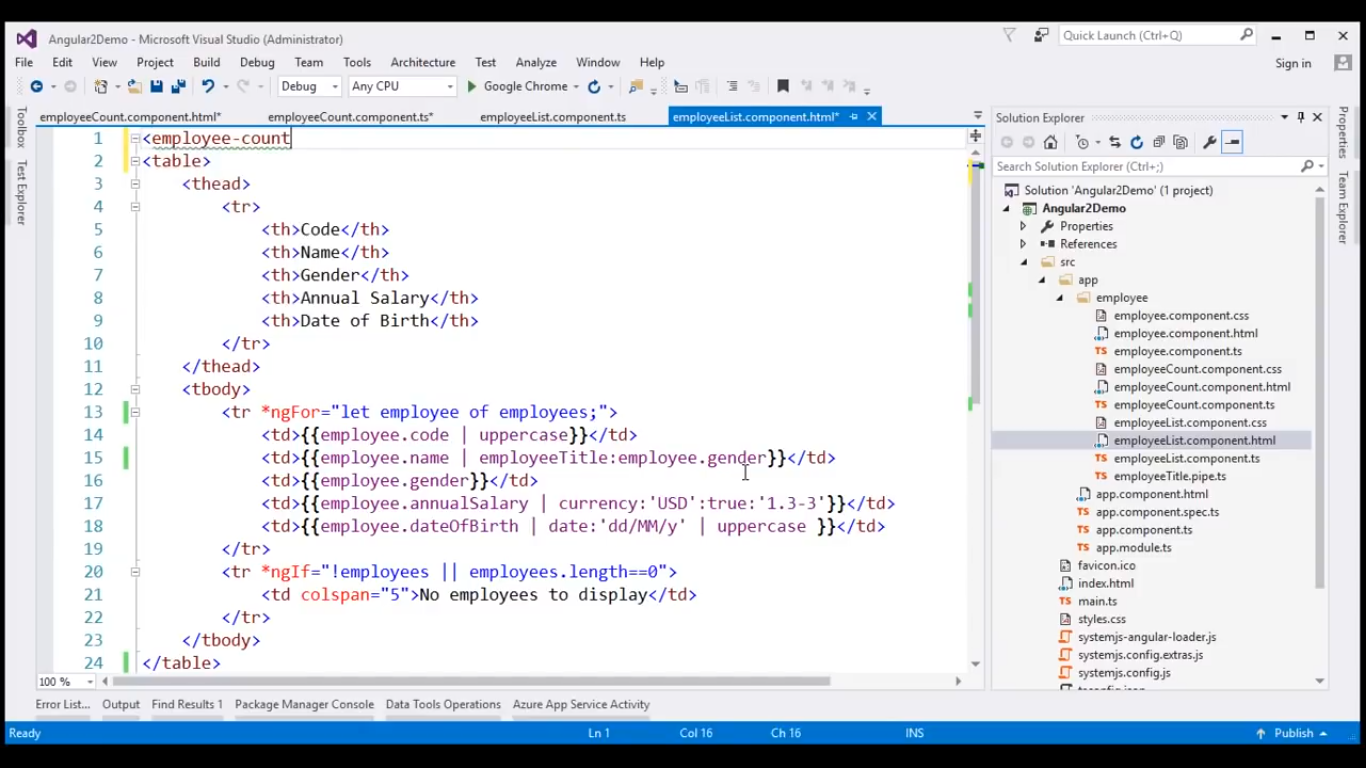 Angular2Demo - Microsoft Visual Studio (Administrator)
Quick Launch (Ctrl+Q)
File Edit View Project Build Debug Team Tools Architecture Test Analyze Window Help
Sign in
Debug Any CPU Google Chrome
Toolbox
Test Explorer
employeeCount.component.html* employeeCount.component.ts* employeeList.component.ts employeeList.component.html*
1 <employee-count
2 <table>
3 <thead>
4 <tr>
5 <th>Code</th>
6 <th>Name</th>
7 <th>Gender</th>
8 <th>Annual Salary</th>
9 <th>Date of Birth</th>
10 </tr>
11 </thead>
12 <tbody>
13 <tr *ngFor="let employee of employees;">
14 <td>{{employee.code | uppercase}}</td>
15 <td>{{employee.name | employeeTitle:employee.gender}}</td>
16 <td>{{employee.gender}}</td>
17 <td>{{employee.annualSalary | currency:'USD':true:'1.3-3'}}</td>
18 <td>{{employee.dateOfBirth | date:'dd/MM/y' | uppercase }}</td>
19 </tr>
20 <tr *ngIf="!employees || employees.length==0">
21 <td colspan="5">No employees to display</td>
22 </tr>
23 </tbody>
24 </table>
100 %
Solution Explorer
Search Solution Explorer (Ctrl+;)
Solution 'Angular2Demo' (1 project)
Angular2Demo
Properties
References
src
app
employee
employee.component.css
employee.component.html
TS employee.component.ts
employeeCount.component.css
employeeCount.component.html
TS employeeCount.component.ts
employeeList.component.css
employeeList.component.html
TS employeeList.component.ts
TS employeeTitle.pipe.ts
app.component.html
TS app.component.spec.ts
TS app.component.ts
TS app.module.ts
favicon.ico
index.html
TS main.ts
styles.css
systemjs-angular-loader.js
systemjs.config.extras.js
systemjs.config.js
Properties
Team Explorer
Error List... Output Find Results 1 Package Manager Console Data Tools Operations Azure App Service Activity
Ready Ln 1 Col 16 Ch 16 INS Publish